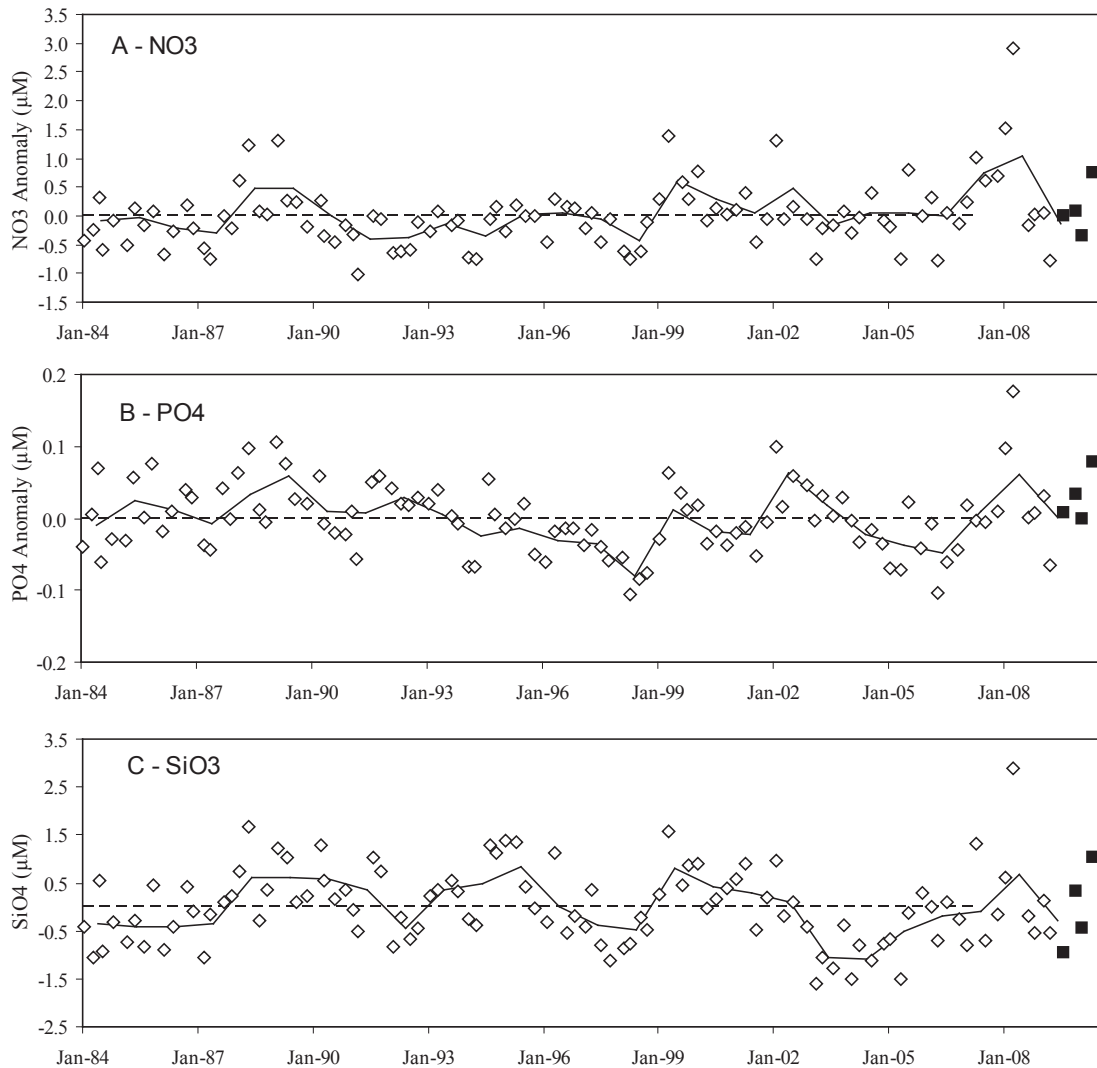 A - NO3
NO3 Anomaly (µM)
3.5
3.0
2.5
2.0
1.5
1.0
0.5
0.0
-0.5
-1.0
-1.5
Jan-84 Jan-87 Jan-90 Jan-93 Jan-96 Jan-99 Jan-02 Jan-05 Jan-08
B - PO4
PO4 Anomaly (µM)
0.2
0.1
0.0
-0.1
-0.2
Jan-84 Jan-87 Jan-90 Jan-93 Jan-96 Jan-99 Jan-02 Jan-05 Jan-08
C - SiO3
SiO4 (µM)
3.5
2.5
1.5
0.5
-0.5
-1.5
-2.5
Jan-84 Jan-87 Jan-90 Jan-93 Jan-96 Jan-99 Jan-02 Jan-05 Jan-08